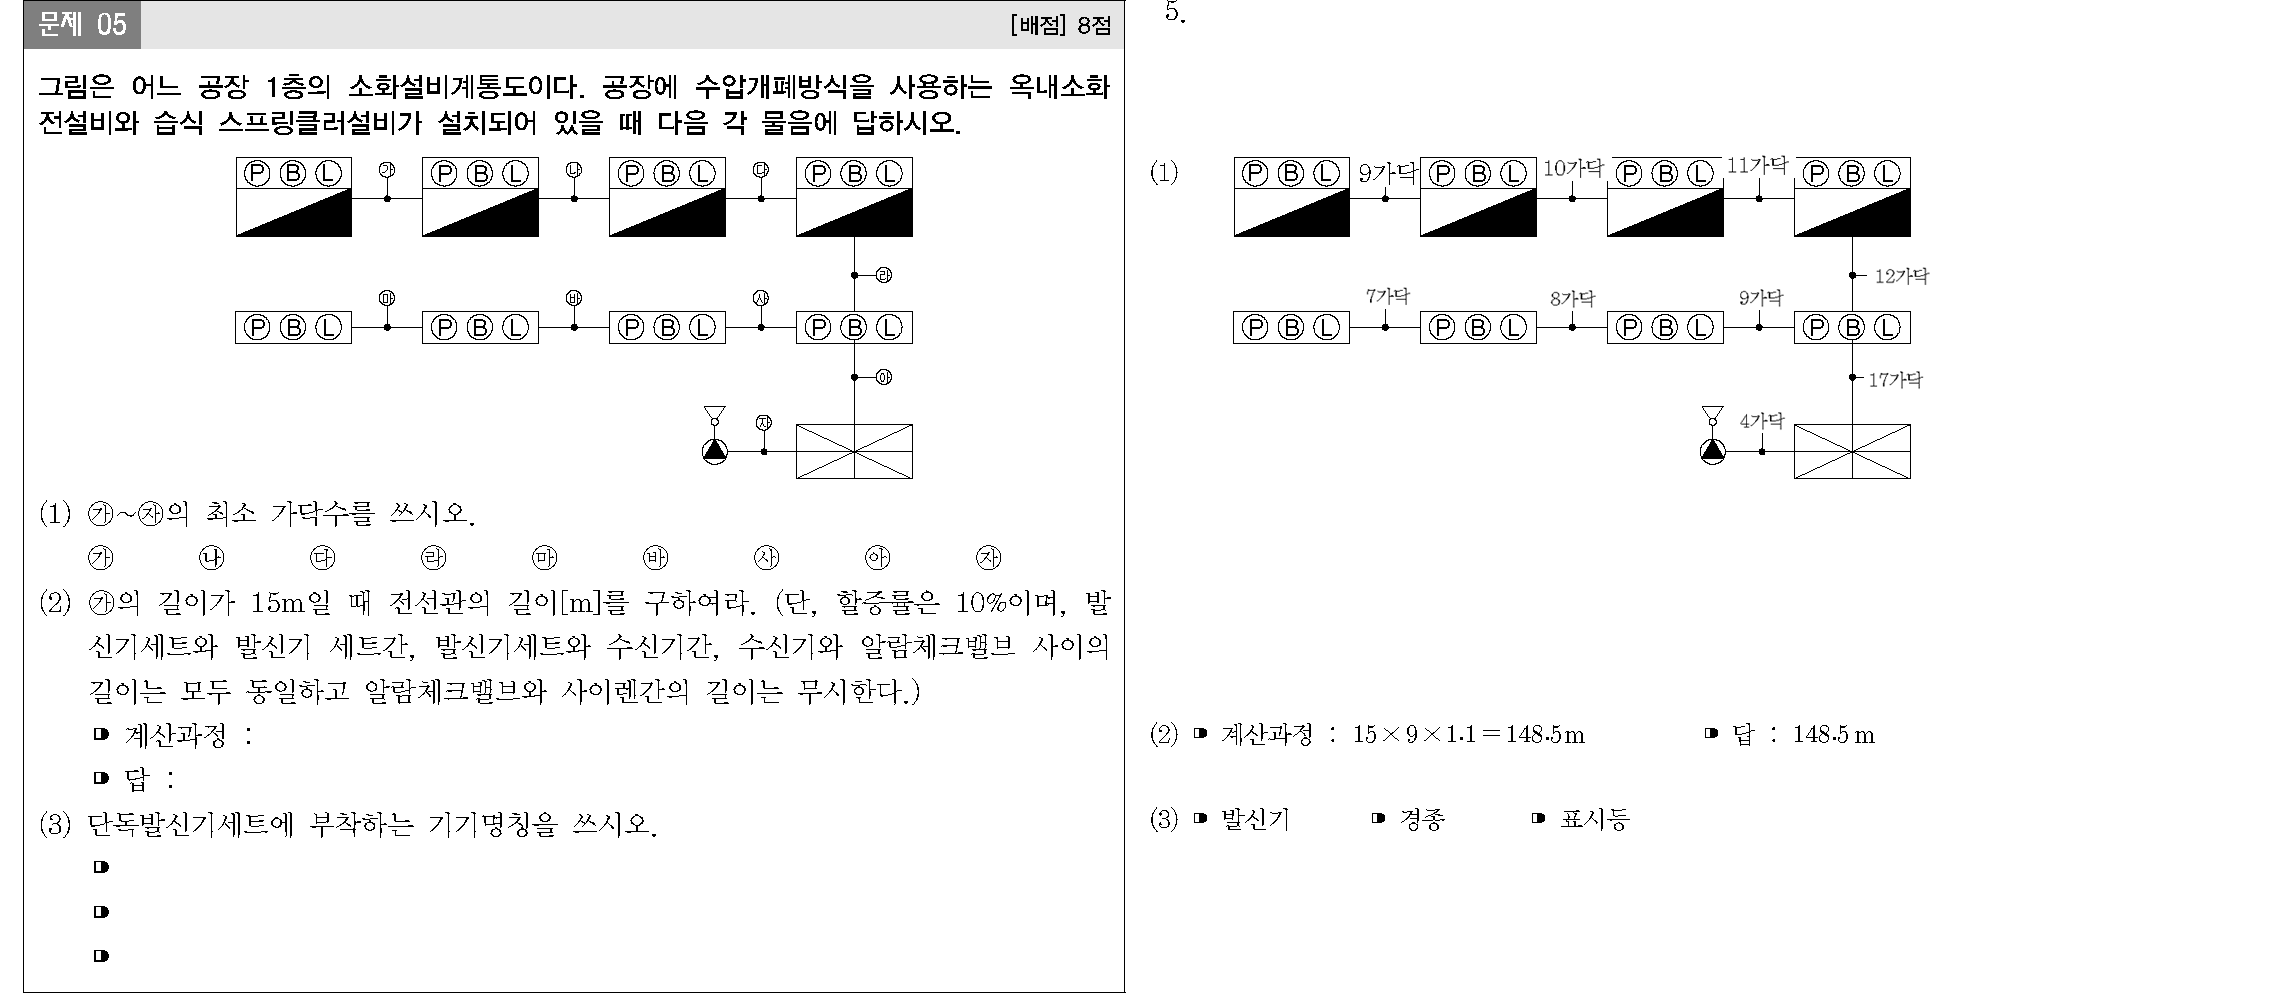 문제 05 [배점] 8점
그림은 어느 공장 1층의 소화설비계통도이다. 공장에 수압개폐방식을 사용하는 옥내소화
전설비와 습식 스프링클러설비가 설치되어 있을 때 다음 각 물음에 답하시오.
Ⓟ Ⓑ Ⓛ ㉮ Ⓟ Ⓑ Ⓛ ㉯ Ⓟ Ⓑ Ⓛ ㉰ Ⓟ Ⓑ Ⓛ
㉱
Ⓟ Ⓑ Ⓛ ㉲ Ⓟ Ⓑ Ⓛ ㉳ Ⓟ Ⓑ Ⓛ ㉴ Ⓟ Ⓑ Ⓛ
㉵
㉶
(1) ㉮~㉶의 최소 가닥수를 쓰시오.
㉮ ㉯ ㉰ ㉱ ㉲ ㉳ ㉴ ㉵ ㉶
(2) ㉮의 길이가 15m일 때 전선관의 길이[m]를 구하여라. (단, 할증률은 10%이며, 발
신기세트와 발신기 세트간, 발신기세트와 수신기간, 수신기와 알람체크밸브 사이의
길이는 모두 동일하고 알람체크밸브와 사이렌간의 길이는 무시한다.)
계산과정 :
답 :
(3) 단독발신기세트에 부착하는 기기명칭을 쓰시오.
5.
(1) Ⓟ Ⓑ Ⓛ 9가닥 Ⓟ Ⓑ Ⓛ 10가닥 Ⓟ Ⓑ Ⓛ 11가닥 Ⓟ Ⓑ Ⓛ
12가닥
Ⓟ Ⓑ Ⓛ 7가닥 Ⓟ Ⓑ Ⓛ 8가닥 Ⓟ Ⓑ Ⓛ 9가닥 Ⓟ Ⓑ Ⓛ
17가닥
4가닥
(2) 계산과정 : 15×9×1.1=148.5m 답 : 148.5m
(3) 발신기 경종 표시등